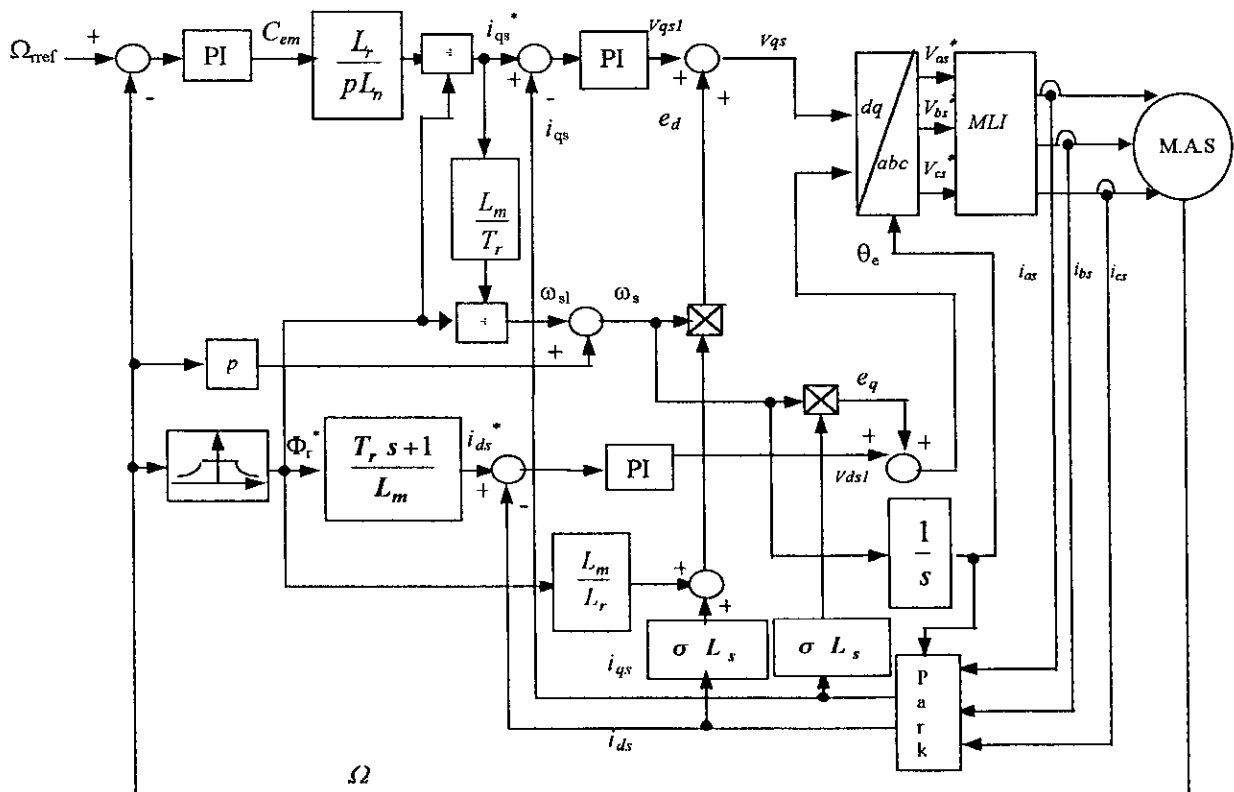 Ω_rref
+
-
PI
C_em
L_r
p L_n
÷
i_qs*
+
-
i_qs
PI
V_qs1
+
+
e_d
V_qs
dq
abc
V_as*
V_bs*
V_cs*
MLI
M.A.S
L_m
T_r
θ_e
i_as
i_bs
i_cs
÷
ω_sl
+
ω_s
p
e_q
Φ_r*
T_r s+1
L_m
i_ds*
+
-
PI
V_ds1
+
+
1
s
L_m
L_r
+
+
σ L_s
σ L_s
i_qs
i_ds
P
a
r
k
Ω